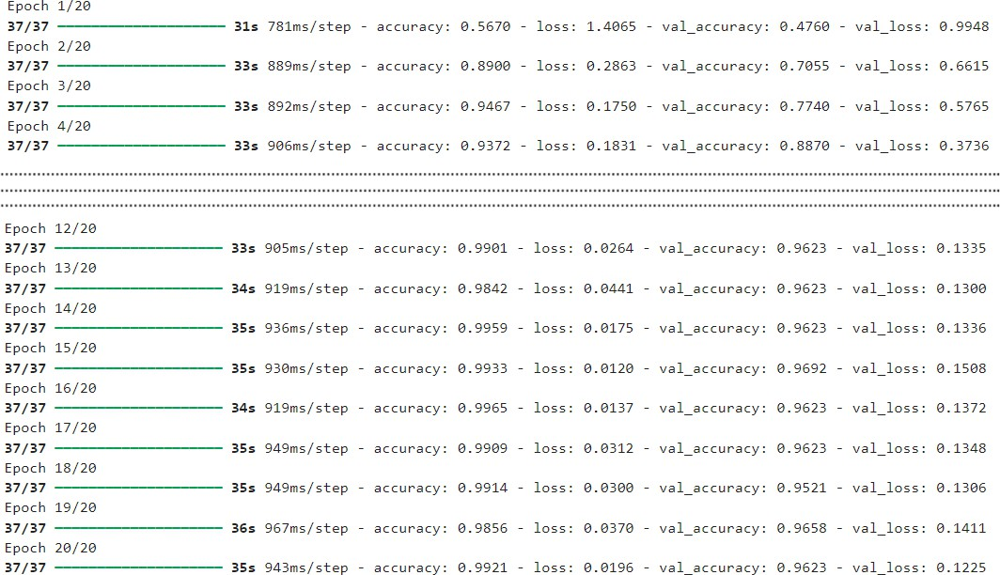 Epoch 1/20
37/37 31s 781ms/step - accuracy: 0.5670 - loss: 1.4065 - val_accuracy: 0.4760 - val_loss: 0.9948
Epoch 2/20
37/37 33s 889ms/step - accuracy: 0.8900 - loss: 0.2863 - val_accuracy: 0.7055 - val_loss: 0.6615
Epoch 3/20
37/37 33s 892ms/step - accuracy: 0.9467 - loss: 0.1750 - val_accuracy: 0.7740 - val_loss: 0.5765
Epoch 4/20
37/37 33s 906ms/step - accuracy: 0.9372 - loss: 0.1831 - val_accuracy: 0.8870 - val_loss: 0.3736
Epoch 12/20
37/37 33s 905ms/step - accuracy: 0.9901 - loss: 0.0264 - val_accuracy: 0.9623 - val_loss: 0.1335
Epoch 13/20
37/37 34s 919ms/step - accuracy: 0.9842 - loss: 0.0441 - val_accuracy: 0.9623 - val_loss: 0.1300
Epoch 14/20
37/37 35s 936ms/step - accuracy: 0.9959 - loss: 0.0175 - val_accuracy: 0.9623 - val_loss: 0.1336
Epoch 15/20
37/37 35s 930ms/step - accuracy: 0.9933 - loss: 0.0120 - val_accuracy: 0.9692 - val_loss: 0.1508
Epoch 16/20
37/37 34s 919ms/step - accuracy: 0.9965 - loss: 0.0137 - val_accuracy: 0.9623 - val_loss: 0.1372
Epoch 17/20
37/37 35s 949ms/step - accuracy: 0.9909 - loss: 0.0312 - val_accuracy: 0.9623 - val_loss: 0.1348
Epoch 18/20
37/37 35s 949ms/step - accuracy: 0.9914 - loss: 0.0300 - val_accuracy: 0.9521 - val_loss: 0.1306
Epoch 19/20
37/37 36s 967ms/step - accuracy: 0.9856 - loss: 0.0370 - val_accuracy: 0.9658 - val_loss: 0.1411
Epoch 20/20
37/37 35s 943ms/step - accuracy: 0.9921 - loss: 0.0196 - val_accuracy: 0.9623 - val_loss: 0.1225